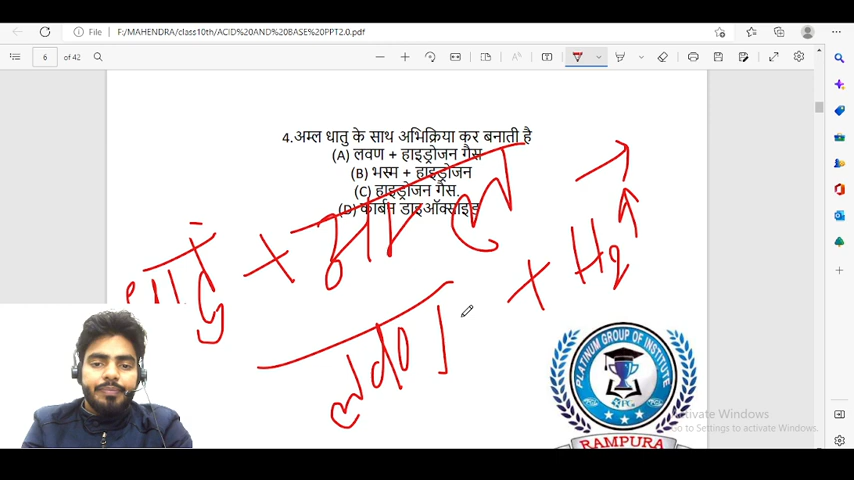 File
F:/MAHENDRA/class10th/ACID%20AND%20BASE%20PPT2.0.pdf
6 of 42
4.अम्ल धातु के साथ अभिक्रिया कर बनाती है
(A) लवण + हाइड्रोजन गैस
(B) भस्म + हाइड्रोजन
(C) हाइड्रोजन गैस.
(D) कार्बन डाइऑक्साइड
धातु + अम्ल →
लवण + H2↑
PLATINUM GROUP OF INSTITUTE
RAMPURA
Activate Windows
Go to Settings to activate Windows.